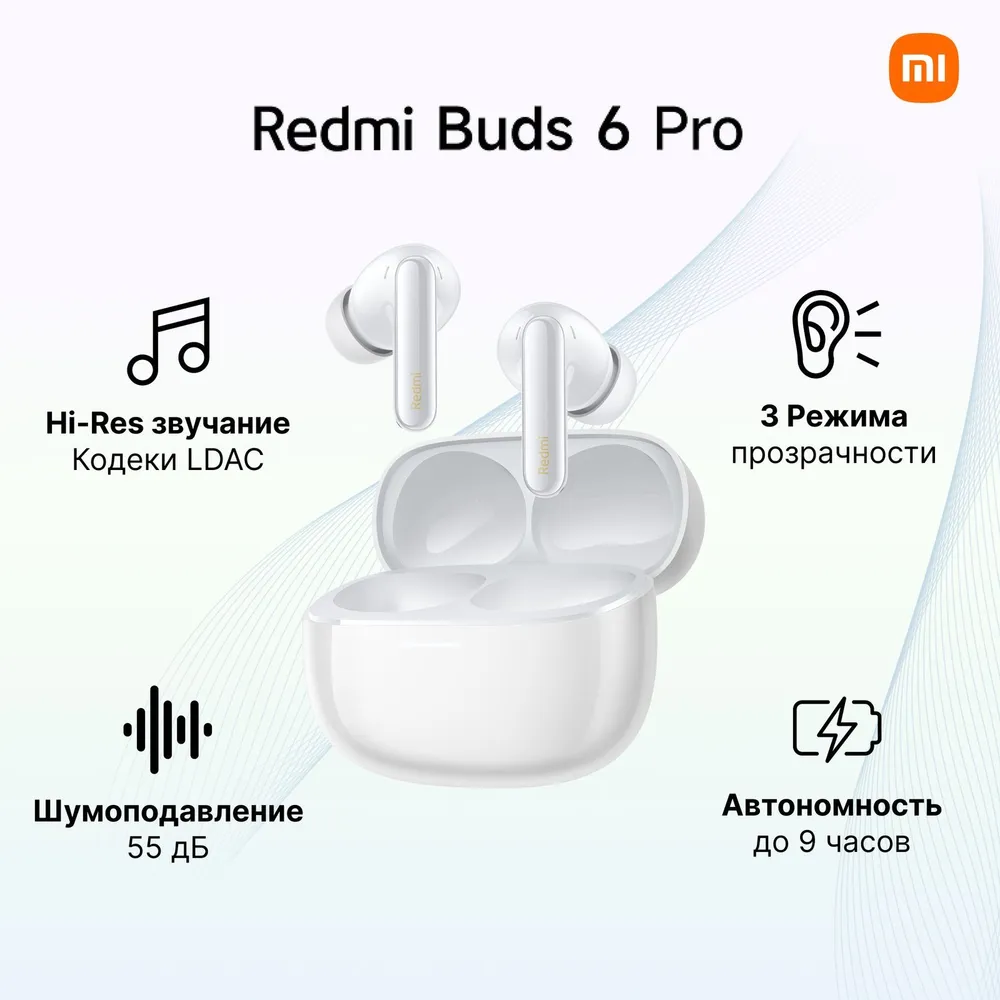 mi
Redmi Buds 6 Pro
Redmi
Redmi
Hi-Res звучание
Кодеки LDAC
3 Режима
прозрачности
Шумоподавление
55 дБ
Автономность
до 9 часов